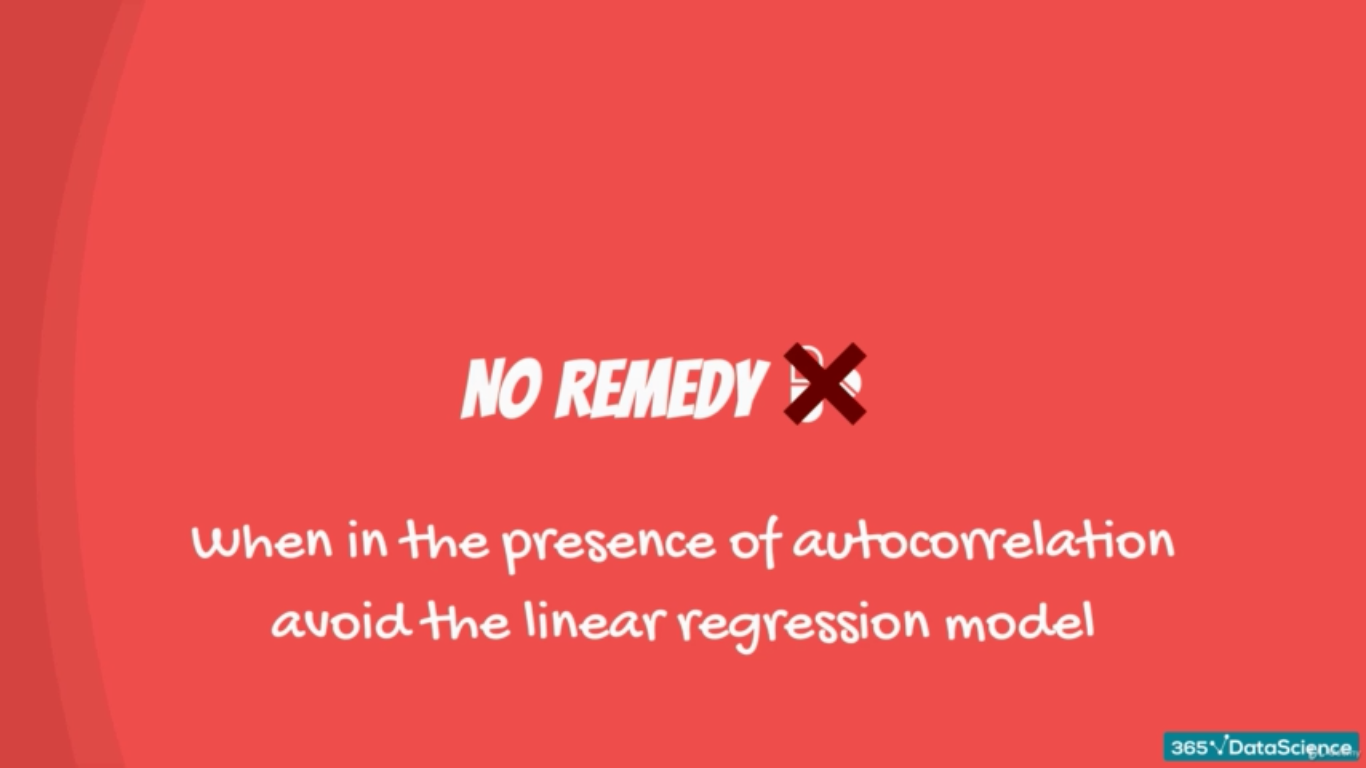 NO REMEDY
When in the presence of autocorrelation
avoid the linear regression model
365 DataScience